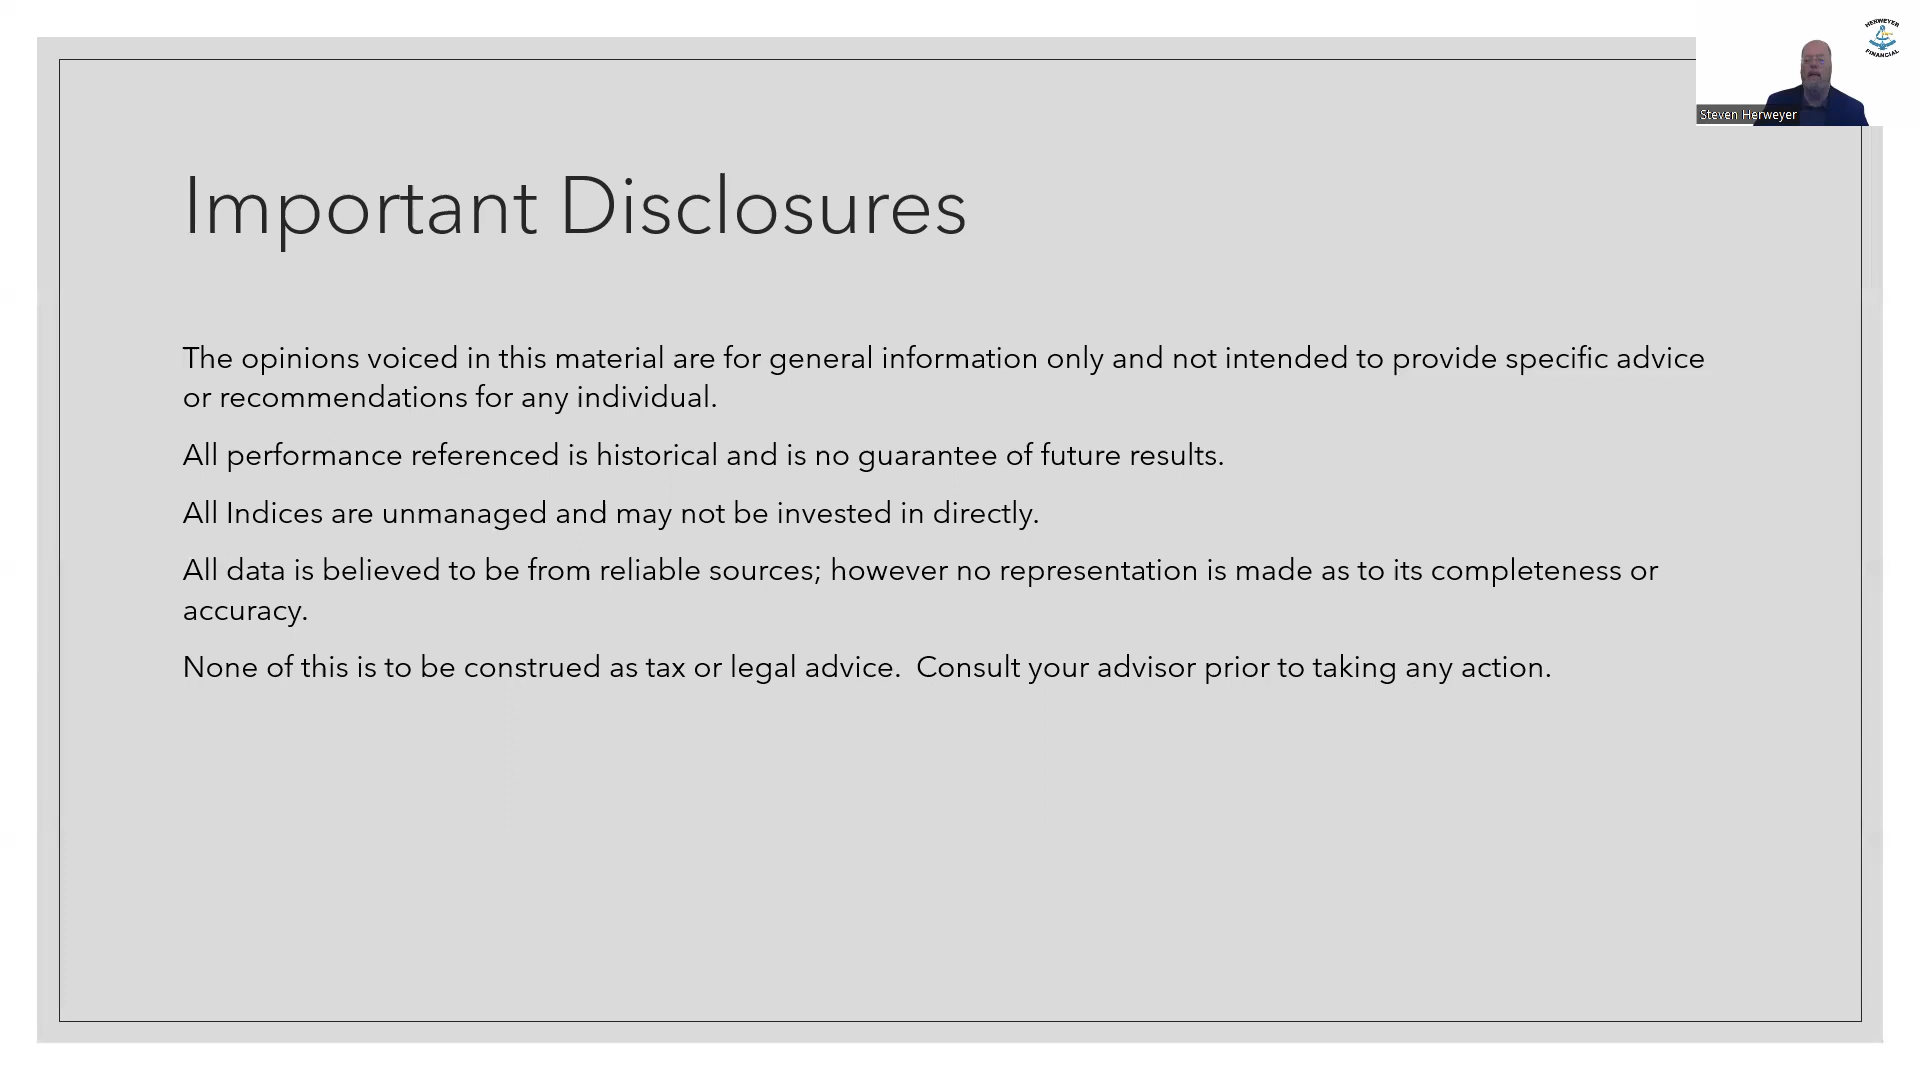 HERWEYER
FINANCIAL
Steven Herweyer
Important Disclosures
The opinions voiced in this material are for general information only and not intended to provide specific advice
or recommendations for any individual.
All performance referenced is historical and is no guarantee of future results.
All Indices are unmanaged and may not be invested in directly.
All data is believed to be from reliable sources; however no representation is made as to its completeness or
accuracy.
None of this is to be construed as tax or legal advice.  Consult your advisor prior to taking any action.